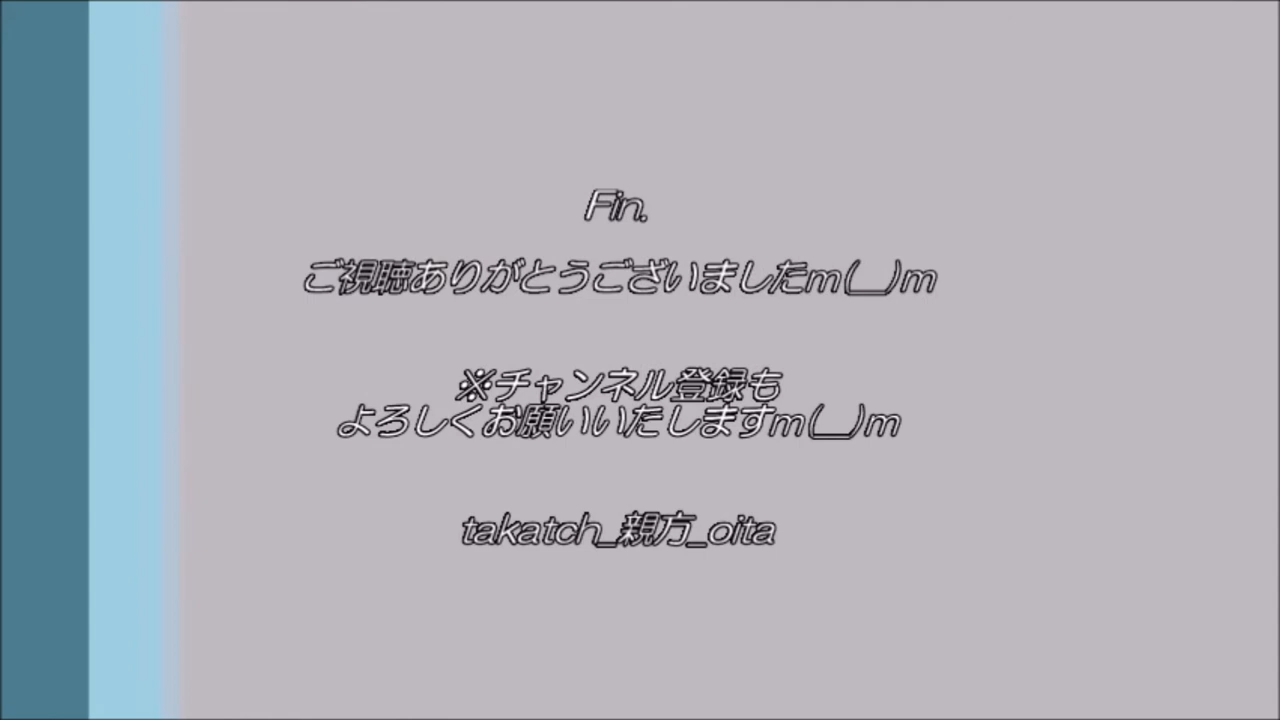 Fin.
ご視聴ありがとうございましたm(__)m
※チャンネル登録も
よろしくお願いいたしますm(__)m
takatch_親方_oita